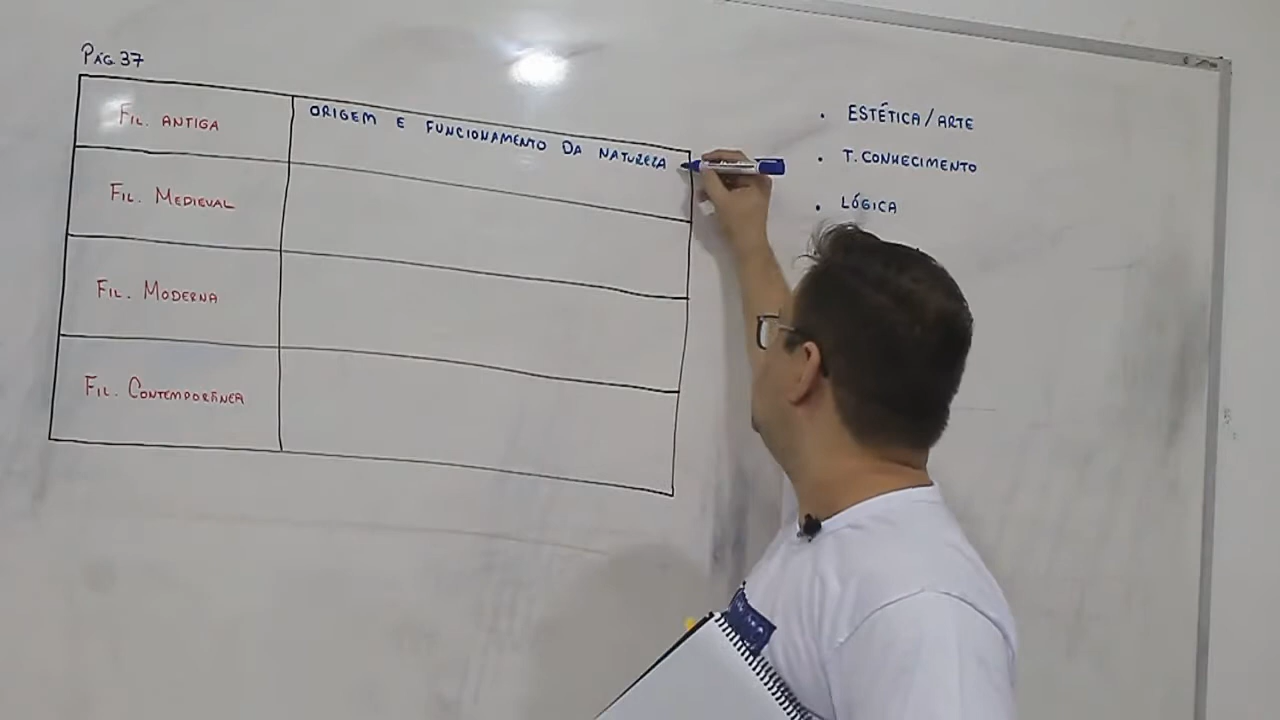 PÁG. 37
FIL. ANTIGA
ORIGEM E FUNCIONAMENTO DA NATUREZA
FIL. MEDIEVAL
FIL. MODERNA
FIL. CONTEMPORÂNEA
• ESTÉTICA/ARTE
• T. CONHECIMENTO
• LÓGICA